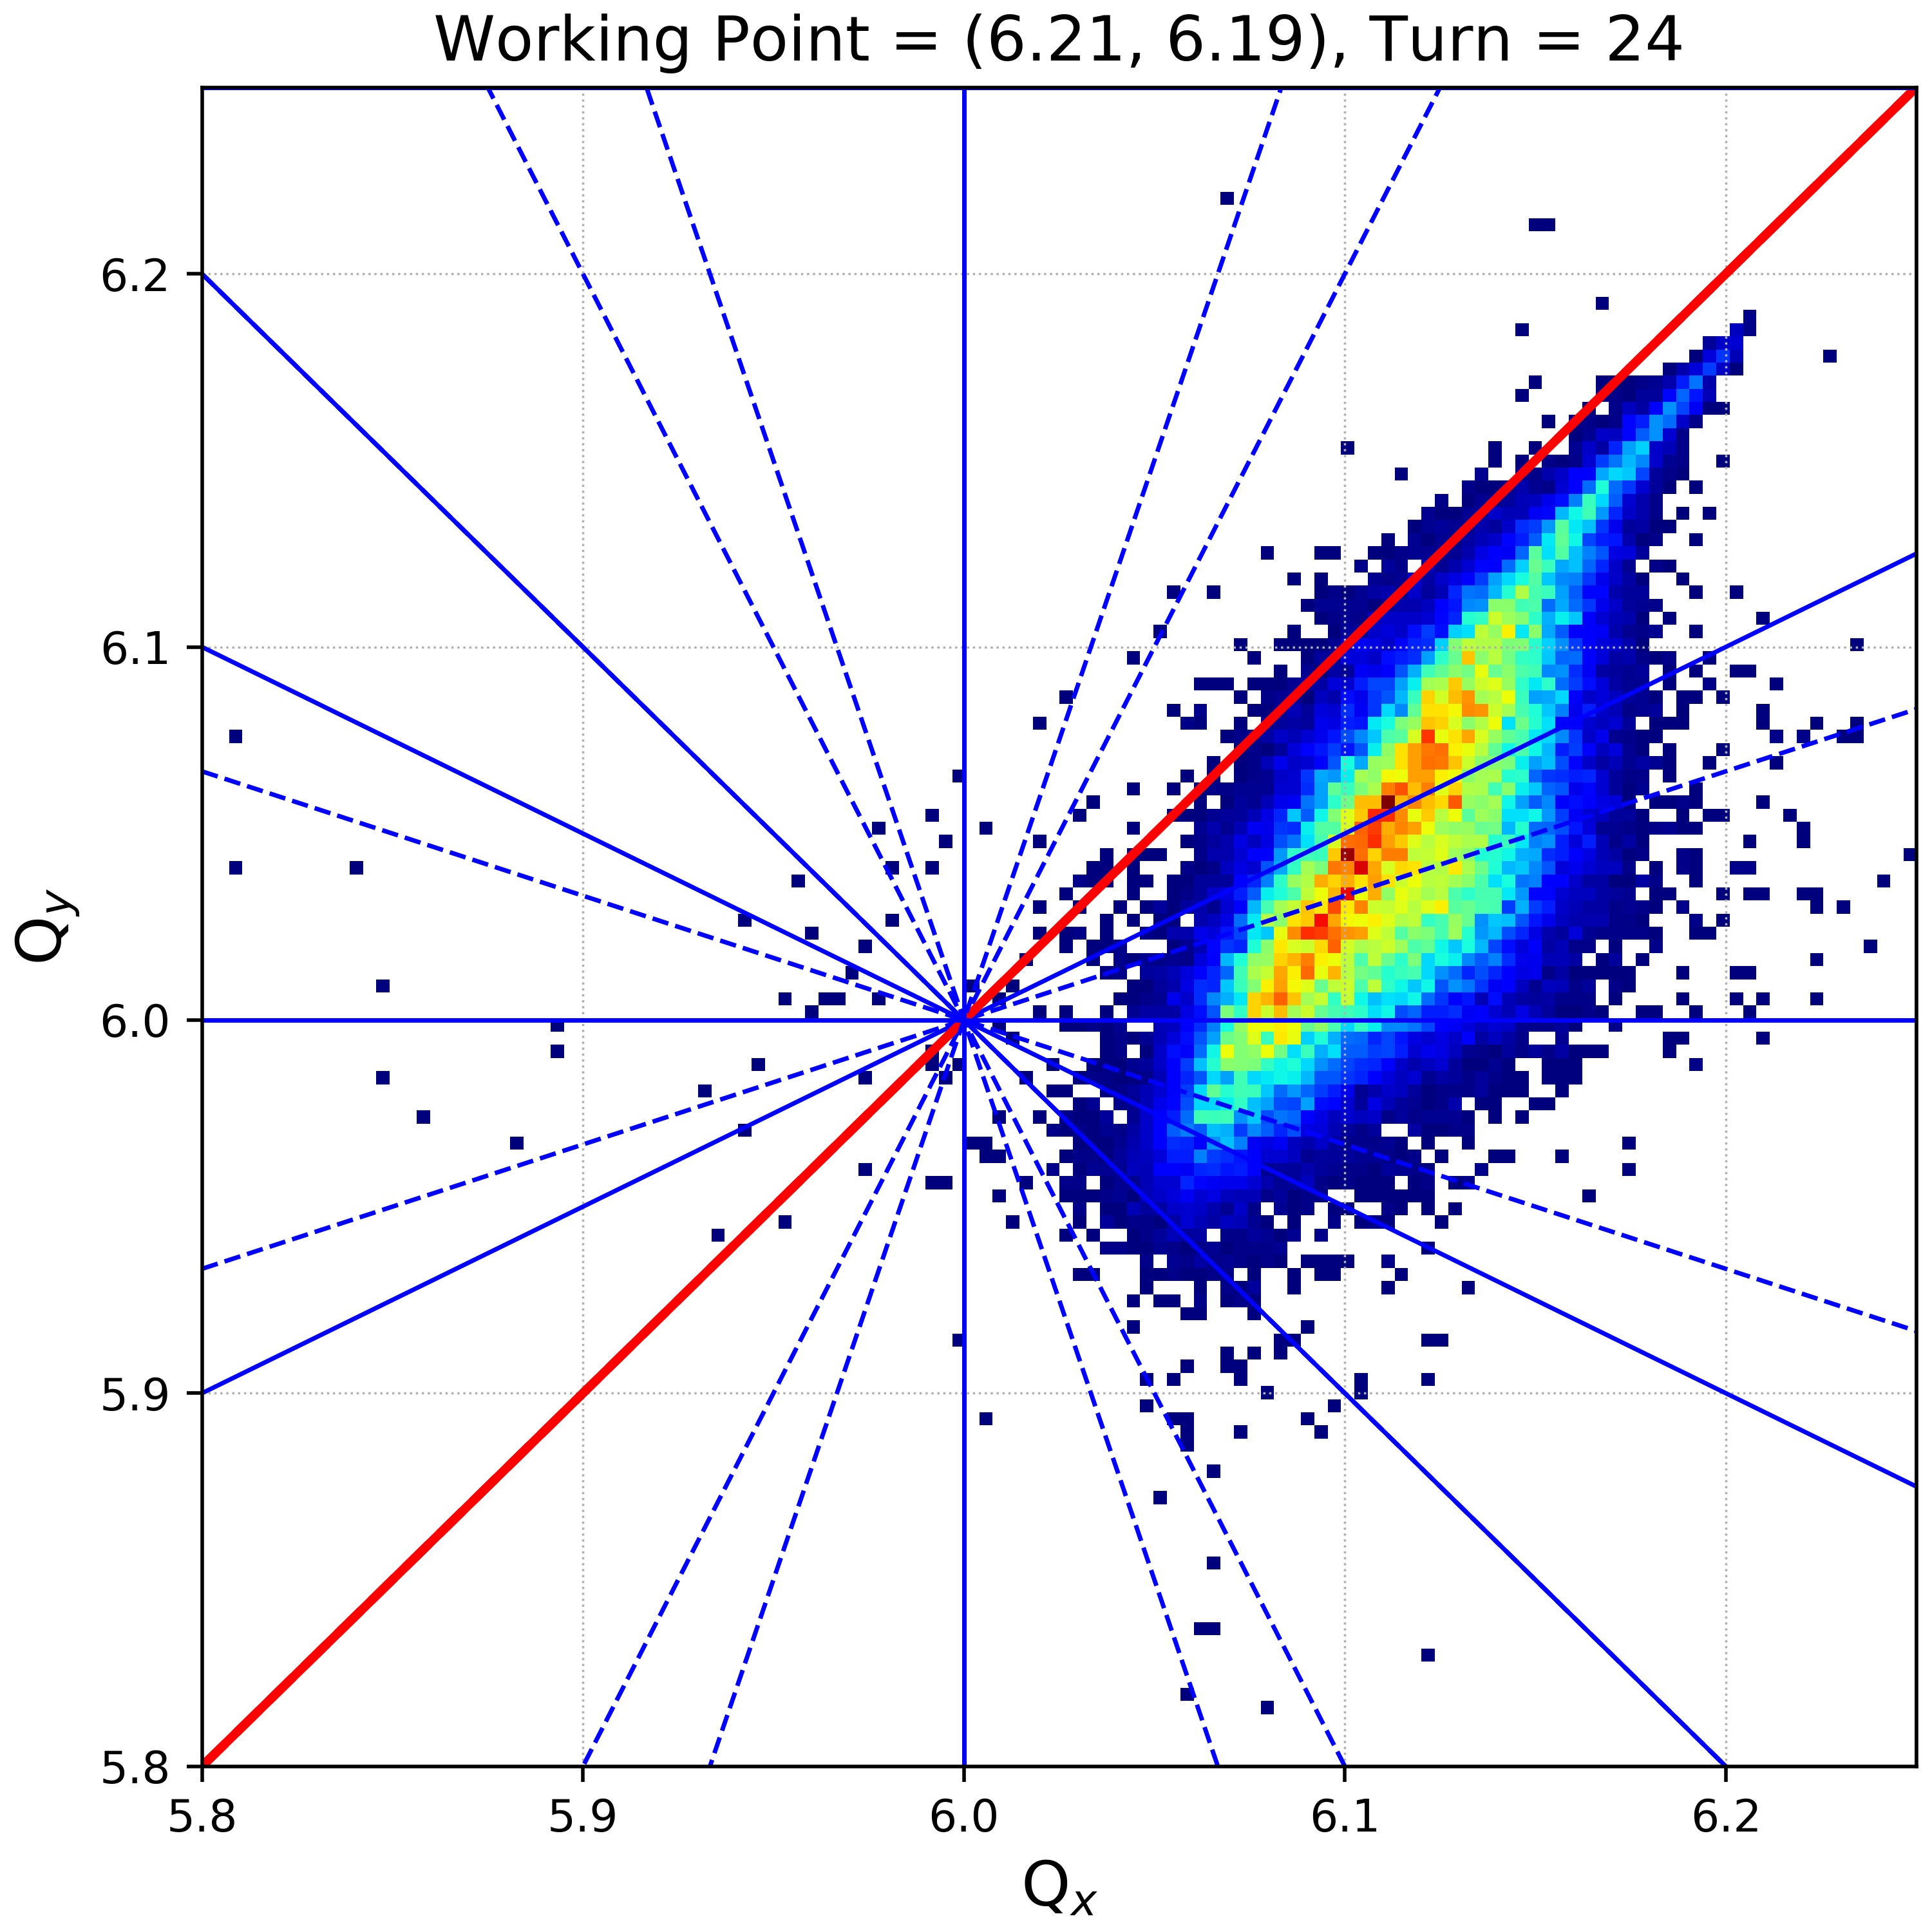 Working Point = (6.21, 6.19), Turn = 24
6.2
6.1
6.0
5.9
5.8
Qy
5.8 5.9 6.0 6.1 6.2
Qx